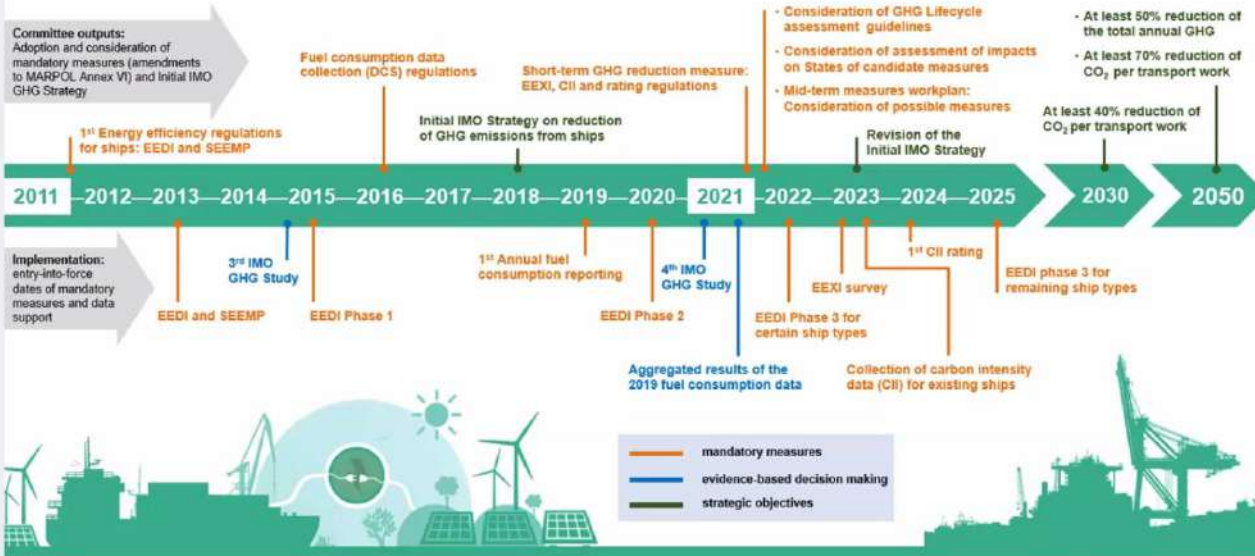 Committee outputs:
Adoption and consideration of
mandatory measures (amendments
to MARPOL Annex VI) and Initial IMO
GHG Strategy
1st Energy efficiency regulations
for ships: EEDI and SEEMP
Fuel consumption data
collection (DCS) regulations
Initial IMO Strategy on reduction
of GHG emissions from ships
Short-term GHG reduction measure:
EEXI, CII and rating regulations
- Consideration of GHG Lifecycle
assessment guidelines
- Consideration of assessment of impacts
on States of candidate measures
- Mid-term measures workplan:
Consideration of possible measures
Revision of the
Initial IMO Strategy
At least 40% reduction of
CO₂ per transport work
- At least 50% reduction of
the total annual GHG
- At least 70% reduction of
CO₂ per transport work
2011 2012 2013 2014 2015 2016 2017 2018 2019 2020 2021 2022 2023 2024 2025 2030 2050
Implementation:
entry-into-force
dates of mandatory
measures and data
support
EEDI and SEEMP
3rd IMO
GHG Study
EEDI Phase 1
1st Annual fuel
consumption reporting
EEDI Phase 2
4th IMO
GHG Study
Aggregated results of the
2019 fuel consumption data
EEDI Phase 3 for
certain ship types
EEXI survey
Collection of carbon intensity
data (CII) for existing ships
1st CII rating
EEDI phase 3 for
remaining ship types
mandatory measures
evidence-based decision making
strategic objectives